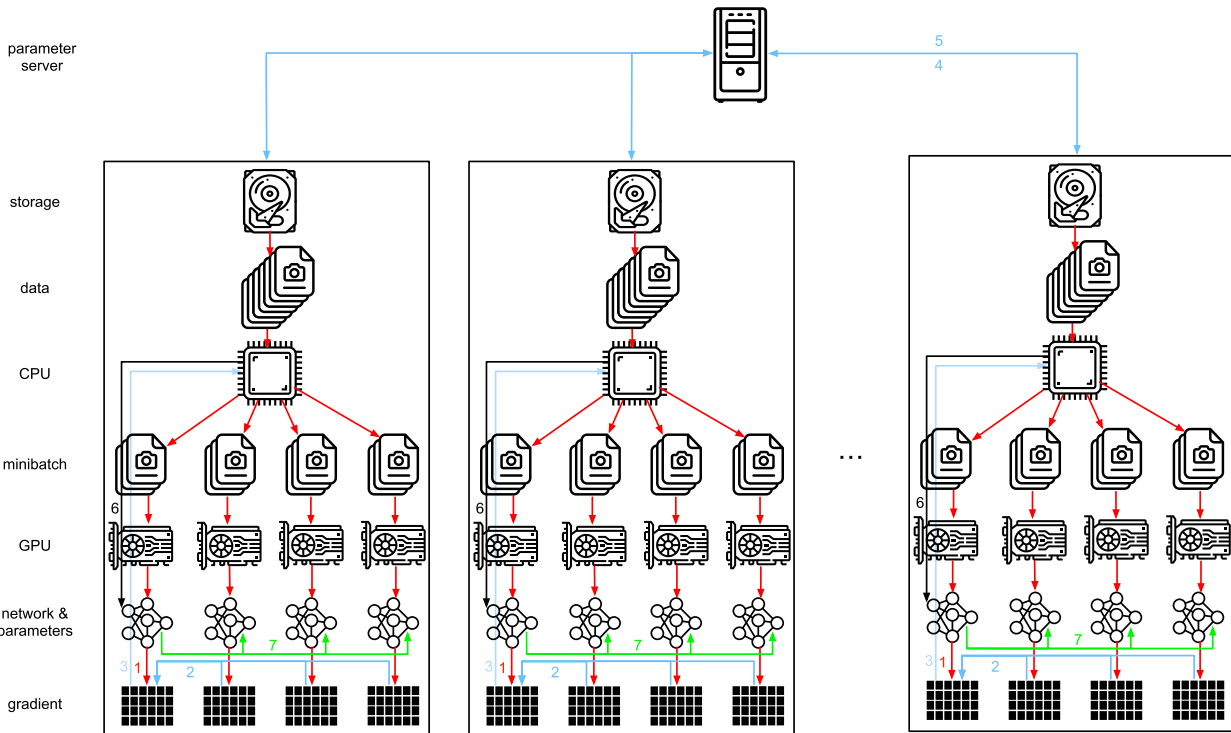 parameter
server
5
4
storage
data
CPU
minibatch
...
6
6
6
GPU
network &
parameters
7
7
7
3
1
2
3
1
2
3
1
2
gradient